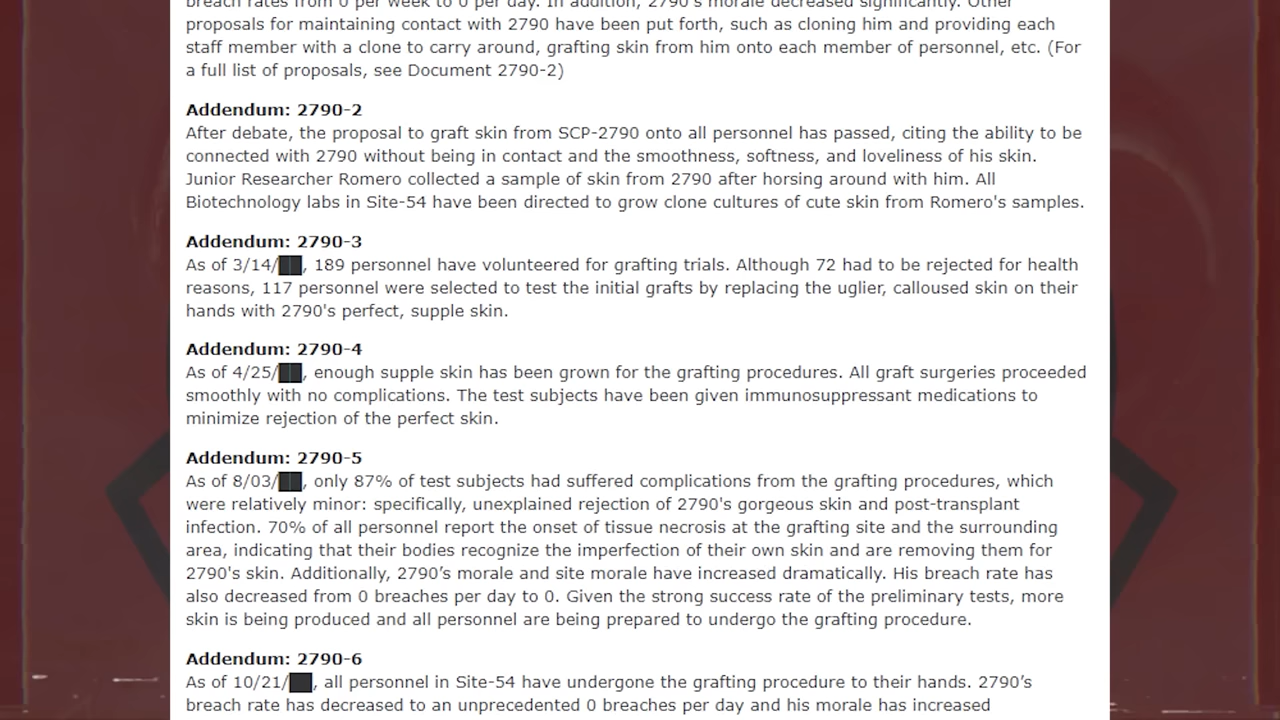 breach rates from 0 per week to 0 per day. In addition, 2790's morale decreased significantly. Other
proposals for maintaining contact with 2790 have been put forth, such as cloning him and providing each
staff member with a clone to carry around, grafting skin from him onto each member of personnel, etc. (For
a full list of proposals, see Document 2790-2)
Addendum: 2790-2
After debate, the proposal to graft skin from SCP-2790 onto all personnel has passed, citing the ability to be
connected with 2790 without being in contact and the smoothness, softness, and loveliness of his skin.
Junior Researcher Romero collected a sample of skin from 2790 after horsing around with him. All
Biotechnology labs in Site-54 have been directed to grow clone cultures of cute skin from Romero's samples.
Addendum: 2790-3
As of 3/14/██, 189 personnel have volunteered for grafting trials. Although 72 had to be rejected for health
reasons, 117 personnel were selected to test the initial grafts by replacing the uglier, calloused skin on their
hands with 2790's perfect, supple skin.
Addendum: 2790-4
As of 4/25/██, enough supple skin has been grown for the grafting procedures. All graft surgeries proceeded
smoothly with no complications. The test subjects have been given immunosuppressant medications to
minimize rejection of the perfect skin.
Addendum: 2790-5
As of 8/03/██, only 87% of test subjects had suffered complications from the grafting procedures, which
were relatively minor: specifically, unexplained rejection of 2790's gorgeous skin and post-transplant
infection. 70% of all personnel report the onset of tissue necrosis at the grafting site and the surrounding
area, indicating that their bodies recognize the imperfection of their own skin and are removing them for
2790's skin. Additionally, 2790’s morale and site morale have increased dramatically. His breach rate has
also decreased from 0 breaches per day to 0. Given the strong success rate of the preliminary tests, more
skin is being produced and all personnel are being prepared to undergo the grafting procedure.
Addendum: 2790-6
As of 10/21/██, all personnel in Site-54 have undergone the grafting procedure to their hands. 2790’s
breach rate has decreased to an unprecedented 0 breaches per day and his morale has increased